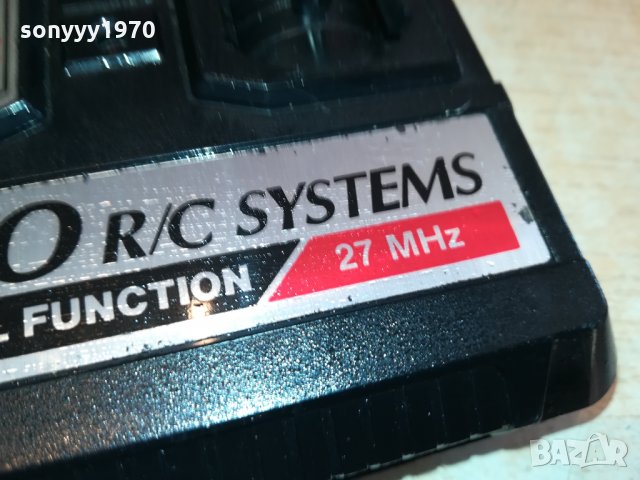 sonyyy1970
O R/C SYSTEMS
L FUNCTION
27 MHz
BAZAR